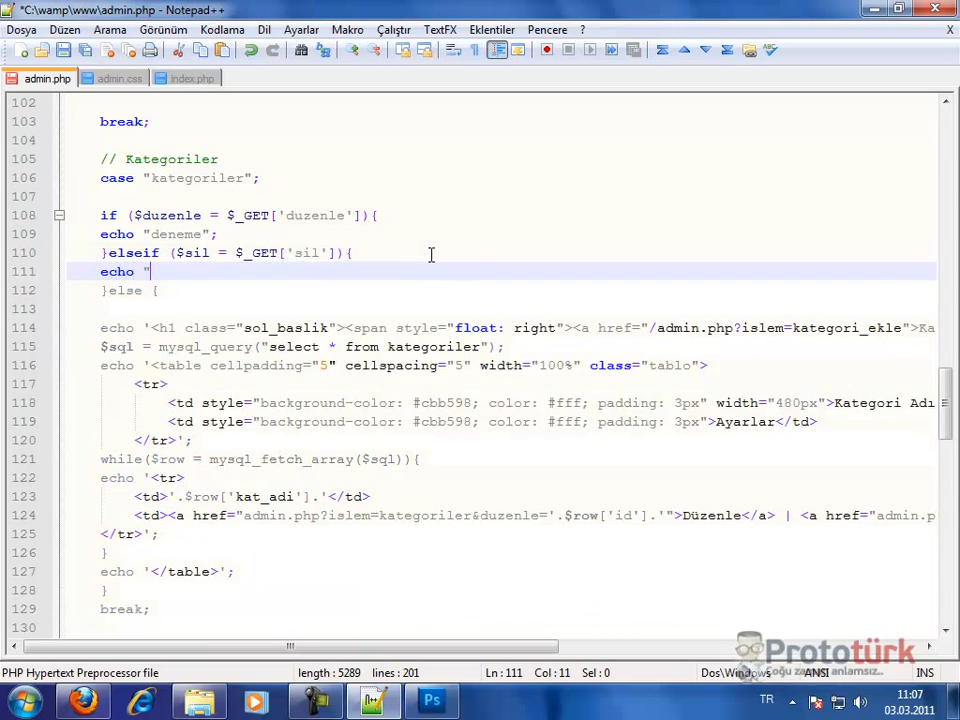 *C:\wamp\www\admin.php - Notepad++
Dosya Düzen Arama Görünüm Kodlama Dil Ayarlar Makro Çalıştır TextFX Eklentiler Pencere ? X
admin.php admin.css index.php
102
103 break;
104
105 // Kategoriler
106 case "kategoriler";
107
108 if ($duzenle = $_GET['duzenle']){
109 echo "deneme";
110 }elseif ($sil = $_GET['sil']){
111 echo "
112 }else {
113
114 echo '<h1 class="sol_baslik"><span style="float: right"><a href="/admin.php?islem=kategori_ekle">Ka
115 $sql = mysql_query("select * from kategoriler");
116 echo '<table cellpadding="5" cellspacing="5" width="100%" class="tablo">
117 <tr>
118 <td style="background-color: #cbb598; color: #fff; padding: 3px" width="480px">Kategori Adı
119 <td style="background-color: #cbb598; color: #fff; padding: 3px">Ayarlar</td>
120 </tr>';
121 while($row = mysql_fetch_array($sql)){
122 echo '<tr>
123 <td>'.$row['kat_adi'].'</td>
124 <td><a href="admin.php?islem=kategoriler&duzenle='.$row['id'].'">Düzenle</a> | <a href="admin.p
125 </tr>';
126 }
127 echo '</table>';
128 }
129 break;
130
Prototürk
Çoğu zaman anlamsız..
PHP Hypertext Preprocessor file length : 5289 lines : 201 Ln : 111 Col : 11 Sel : 0 Dos\Windows ANSI INS
Ps TR 11:07
03.03.2011